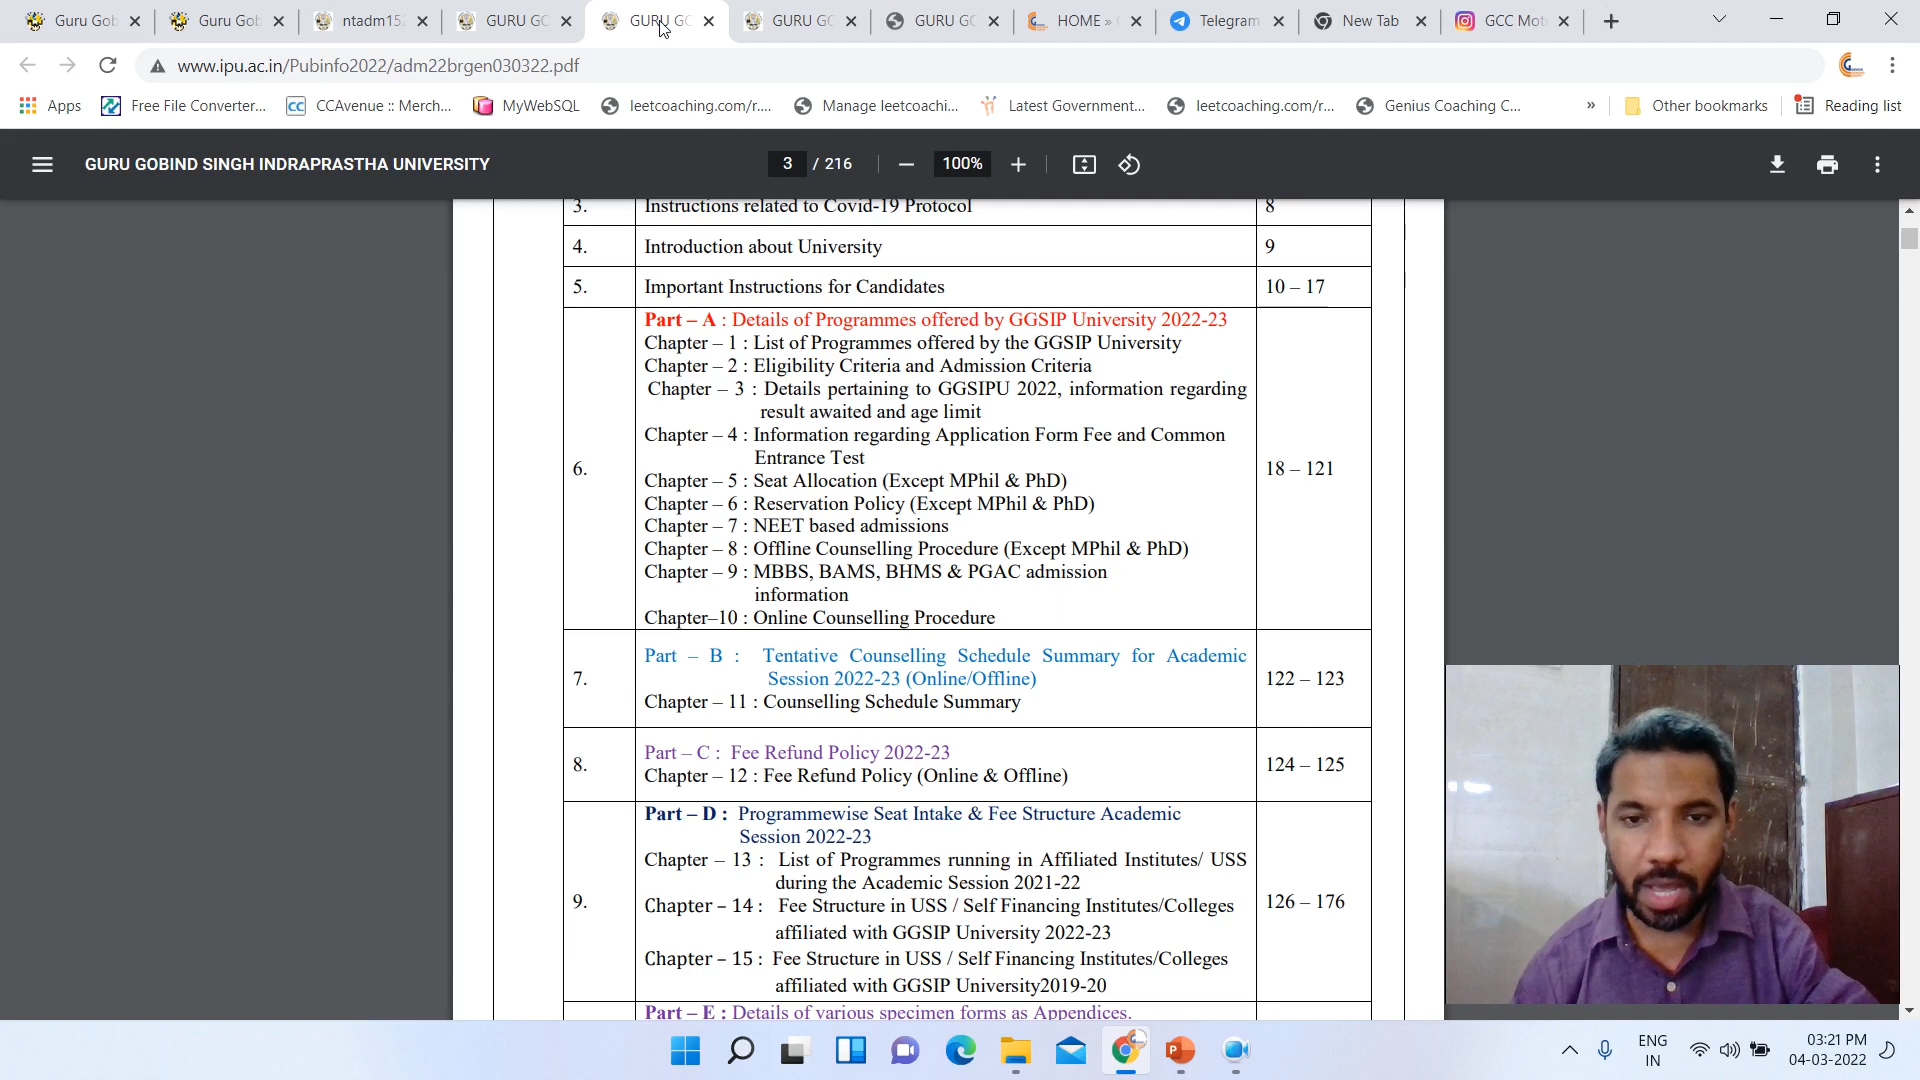 Guru Gob
Guru Gob
ntadm152
GURU GO
GURU GO
GURU GO
GURU GO
HOME »
Telegram
New Tab
GCC Mot
www.ipu.ac.in/Pubinfo2022/adm22brgen030322.pdf
Apps
Free File Converter...
CCAvenue :: Merch...
MyWebSQL
leetcoaching.com/r....
Manage leetcoachi...
Latest Government...
leetcoaching.com/r...
Genius Coaching C...
»
Other bookmarks
Reading list
GURU GOBIND SINGH INDRAPRASTHA UNIVERSITY
3 / 216
100%
3. Instructions related to Covid-19 Protocol 8
4. Introduction about University 9
5. Important Instructions for Candidates 10 – 17
Part – A : Details of Programmes offered by GGSIP University 2022-23
Chapter – 1 : List of Programmes offered by the GGSIP University
Chapter – 2 : Eligibility Criteria and Admission Criteria
Chapter – 3 : Details pertaining to GGSIPU 2022, information regarding
result awaited and age limit
Chapter – 4 : Information regarding Application Form Fee and Common
Entrance Test
6. 18 – 121
Chapter – 5 : Seat Allocation (Except MPhil & PhD)
Chapter – 6 : Reservation Policy (Except MPhil & PhD)
Chapter – 7 : NEET based admissions
Chapter – 8 : Offline Counselling Procedure (Except MPhil & PhD)
Chapter – 9 : MBBS, BAMS, BHMS & PGAC admission
information
Chapter–10 : Online Counselling Procedure
Part – B : Tentative Counselling Schedule Summary for Academic
7. Session 2022-23 (Online/Offline) 122 – 123
Chapter – 11 : Counselling Schedule Summary
Part – C : Fee Refund Policy 2022-23
8. 124 – 125
Chapter – 12 : Fee Refund Policy (Online & Offline)
Part – D : Programmewise Seat Intake & Fee Structure Academic
Session 2022-23
Chapter – 13 : List of Programmes running in Affiliated Institutes/ USS
during the Academic Session 2021-22
9. 126 – 176
Chapter – 14 : Fee Structure in USS / Self Financing Institutes/Colleges
affiliated with GGSIP University 2022-23
Chapter – 15 : Fee Structure in USS / Self Financing Institutes/Colleges
affiliated with GGSIP University2019-20
Part – E : Details of various specimen forms as Appendices.
ENG
IN
03:21 PM
04-03-2022